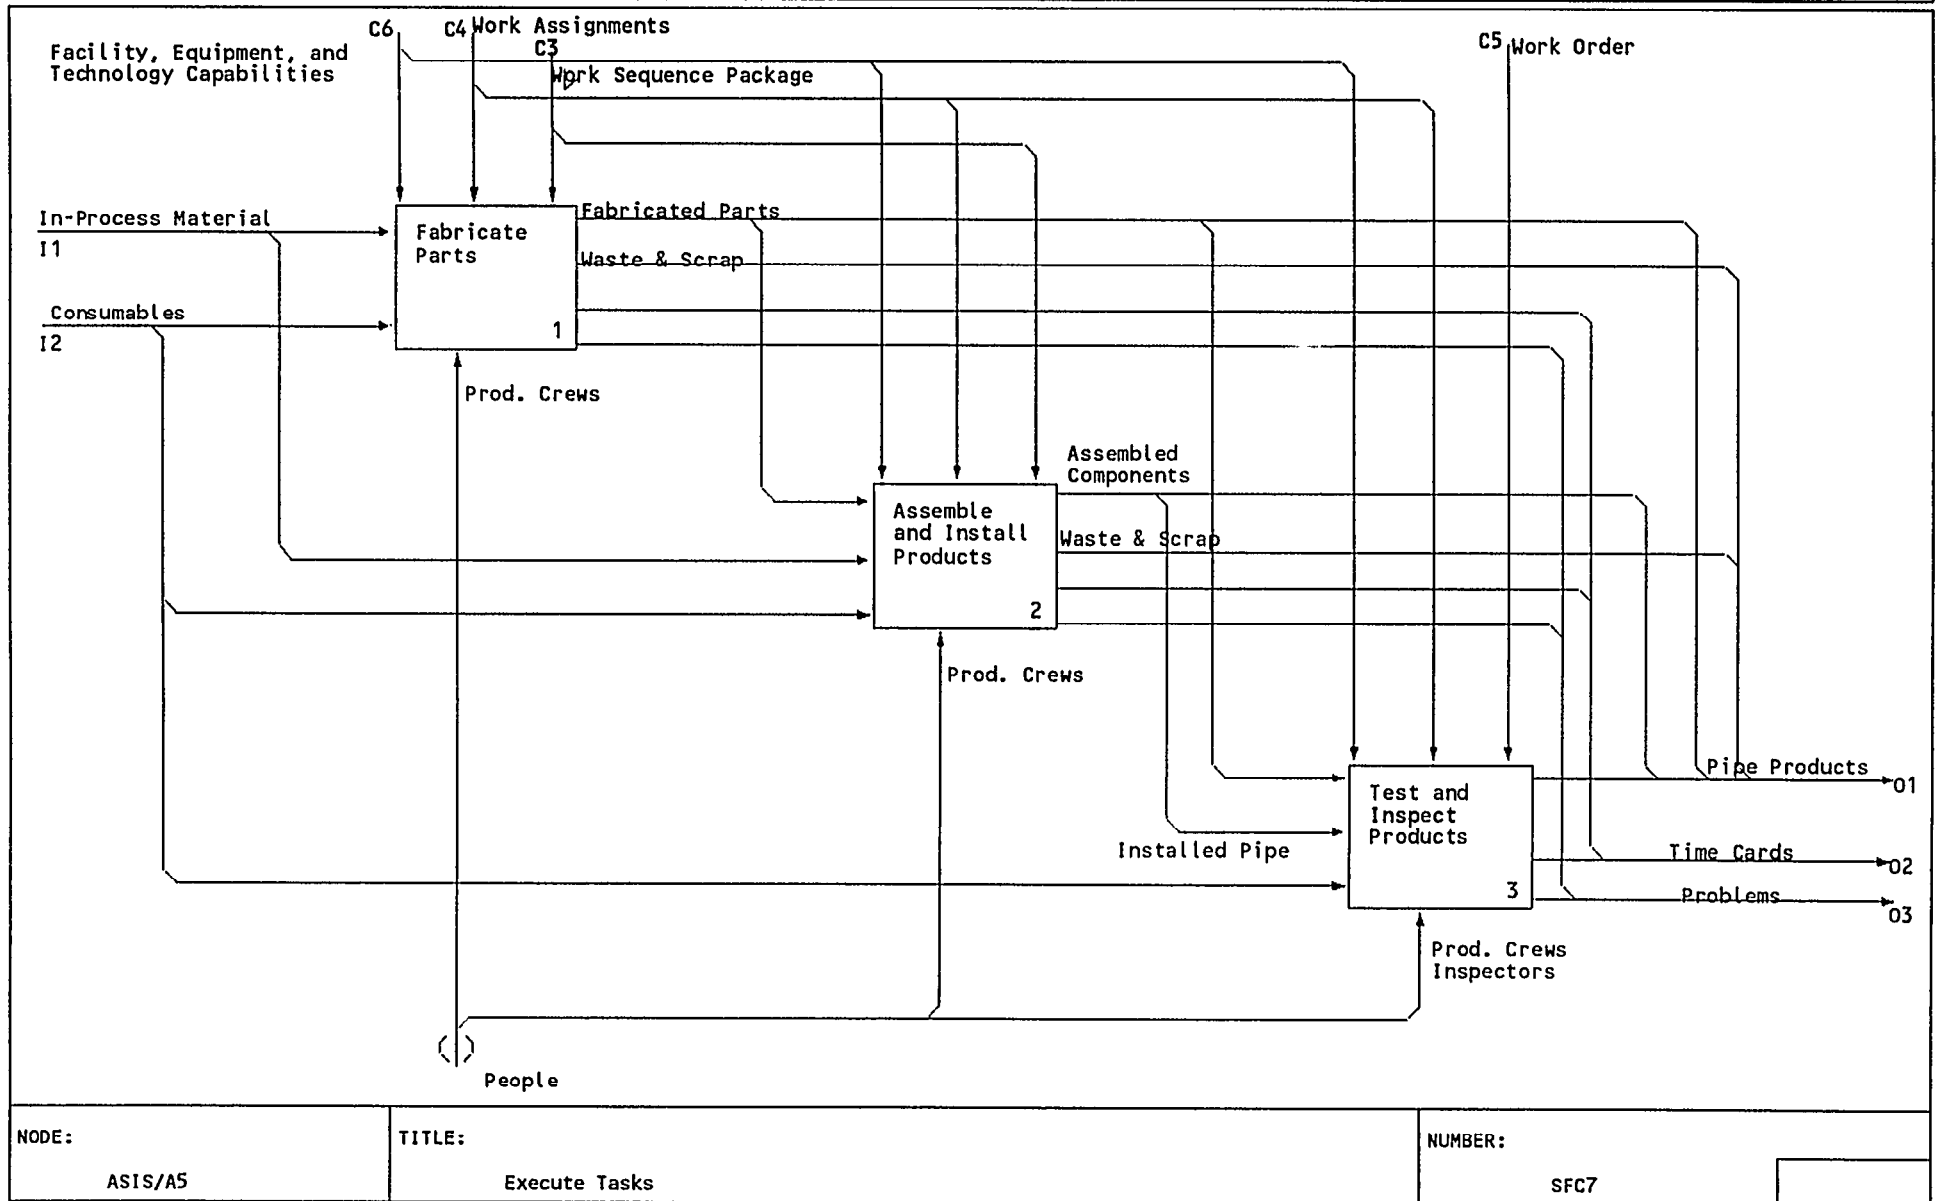 C6
C4
Work Assignments
C3
Facility, Equipment, and
Technology Capabilities
Work Sequence Package
C5
Work Order
In-Process Material
I1
Fabricate
Parts
1
Fabricated Parts
Waste & Scrap
Consumables
I2
Prod. Crews
Assembled
Components
Assemble
and Install
Products
2
Waste & Scrap
Prod. Crews
Pipe Products
O1
Test and
Inspect
Products
3
Installed Pipe
Time Cards
O2
Problems
O3
Prod. Crews
Inspectors
People
NODE:
ASIS/A5
TITLE:
Execute Tasks
NUMBER:
SFC7